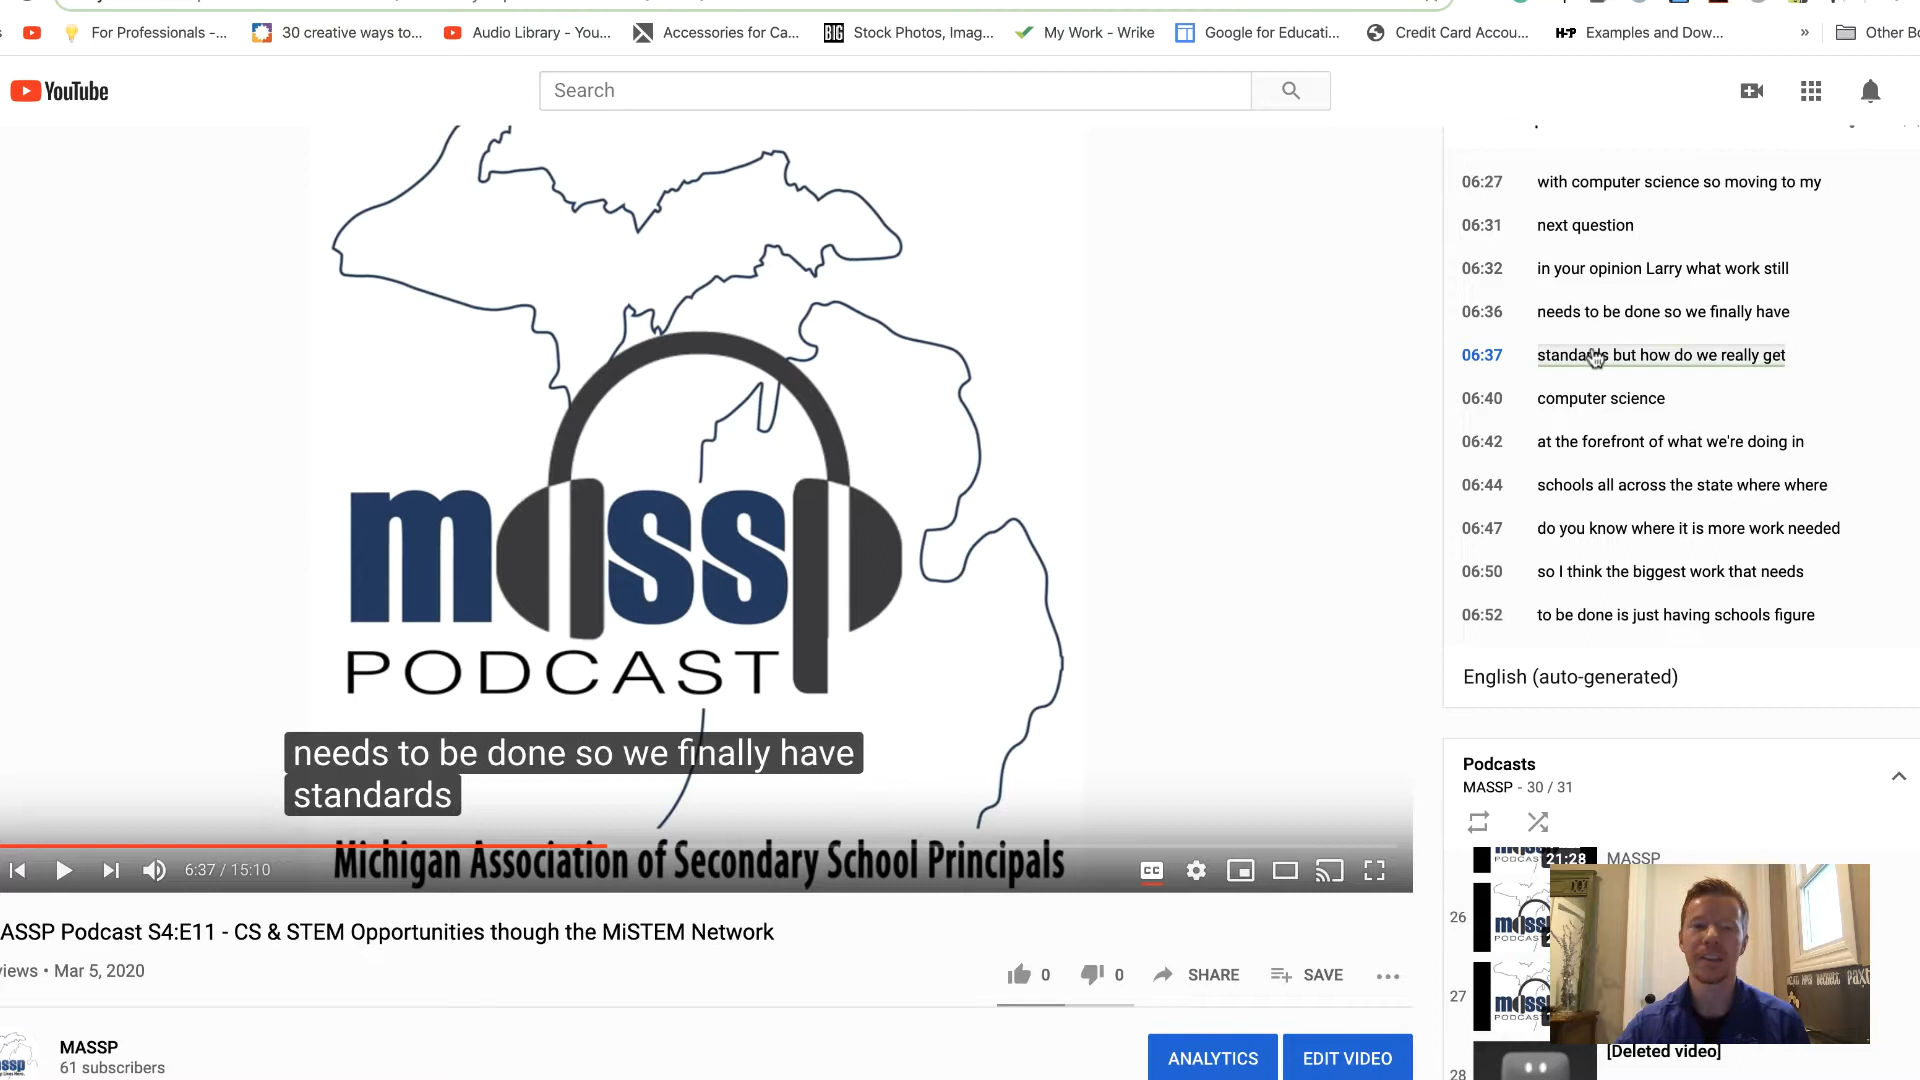 For Professionals -...
30 creative ways to...
Audio Library - You...
Accessories for Ca...
BIG
Stock Photos, Imag...
My Work - Wrike
Google for Educati...
Credit Card Accou...
H-P
Examples and Dow...
»
Other Bo
YouTube
Search
06:27 with computer science so moving to my
06:31 next question
06:32 in your opinion Larry what work still
06:36 needs to be done so we finally have
06:37 standards but how do we really get
06:40 computer science
06:42 at the forefront of what we're doing in
06:44 schools all across the state where where
06:47 do you know where it is more work needed
06:50 so I think the biggest work that needs
06:52 to be done is just having schools figure
English (auto-generated)
massp
PODCAST
needs to be done so we finally have
standards
Michigan Association of Secondary School Principals
6:37 / 15:10
CC
ASSP Podcast S4:E11 - CS & STEM Opportunities though the MiSTEM Network
views • Mar 5, 2020
0
0
SHARE
SAVE
MASSP
61 subscribers
ANALYTICS
EDIT VIDEO
Podcasts
MASSP - 30 / 31
PODCAST
21:28
MASSP
26
mass
PODCAST
27
mass
PODCAST
28
[Deleted video]